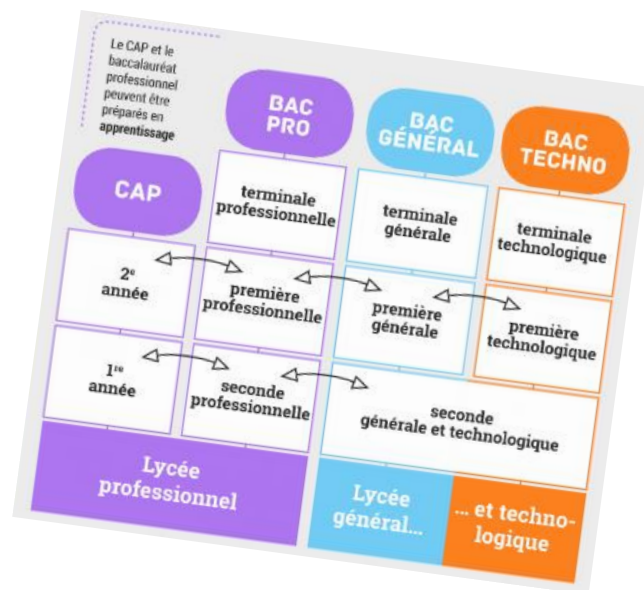 Le CAP et le
baccalauréat
professionnel
peuvent être
préparés en
apprentissage
BAC
PRO
BAC
GÉNÉRAL
BAC
TECHNO
CAP
terminale
professionnelle
terminale
générale
terminale
technologique
2e
année
première
professionnelle
première
générale
première
technologique
1re
année
seconde
professionnelle
seconde
générale et technologique
Lycée
professionnel
Lycée
général...
... et techno-
logique